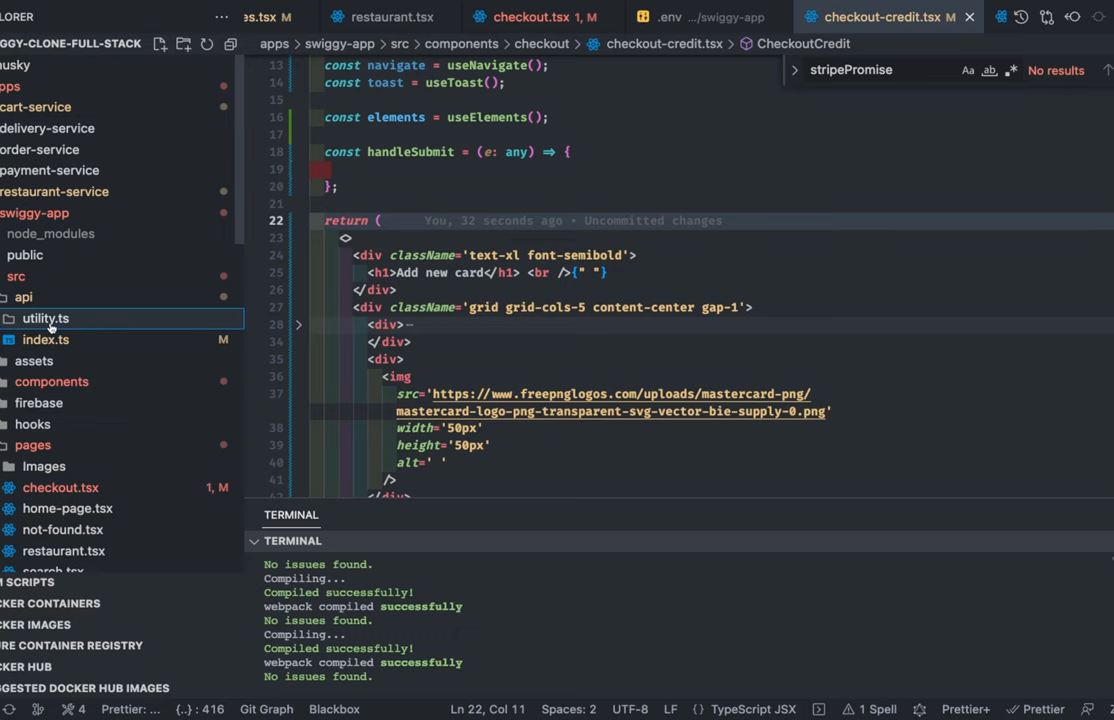 LORER
...
es.tsx M
restaurant.tsx
checkout.tsx 1, M
.env .../swiggy-app
checkout-credit.tsx M
GGY-CLONE-FULL-STACK
apps > swiggy-app > src > components > checkout > checkout-credit.tsx > CheckoutCredit
stripePromise
Aa ab .* No results
usky
pps
cart-service
delivery-service
order-service
payment-service
restaurant-service
swiggy-app
node_modules
public
src
api
utility.ts
index.ts M
assets
components
firebase
hooks
pages
Images
checkout.tsx 1, M
home-page.tsx
not-found.tsx
restaurant.tsx
search.tsx
M SCRIPTS
CKER CONTAINERS
CKER IMAGES
URE CONTAINER REGISTRY
CKER HUB
GGESTED DOCKER HUB IMAGES
13 const navigate = useNavigate();
14 const toast = useToast();
15
16 const elements = useElements();
17
18 const handleSubmit = (e: any) => {
19
20 };
21
22 return ( You, 32 seconds ago • Uncommitted changes
23 <>
24 <div className='text-xl font-semibold'>
25 <h1>Add new card</h1> <br />{" "}
26 </div>
27 <div className='grid grid-cols-5 content-center gap-1'>
28 <div>...
34 </div>
35 <div>
36 <img
37 src='https://www.freepnglogos.com/uploads/mastercard-png/
mastercard-logo-png-transparent-svg-vector-bie-supply-0.png'
38 width='50px'
39 height='50px'
40 alt=' '
41 />
42 </div>
TERMINAL
TERMINAL
No issues found.
Compiling...
Compiled successfully!
webpack compiled successfully
No issues found.
Compiling...
Compiled successfully!
webpack compiled successfully
No issues found.
4 Prettier: ... {..} : 416 Git Graph Blackbox Ln 22, Col 11 Spaces: 2 UTF-8 LF {} TypeScript JSX 1 Spell Prettier+ Prettier